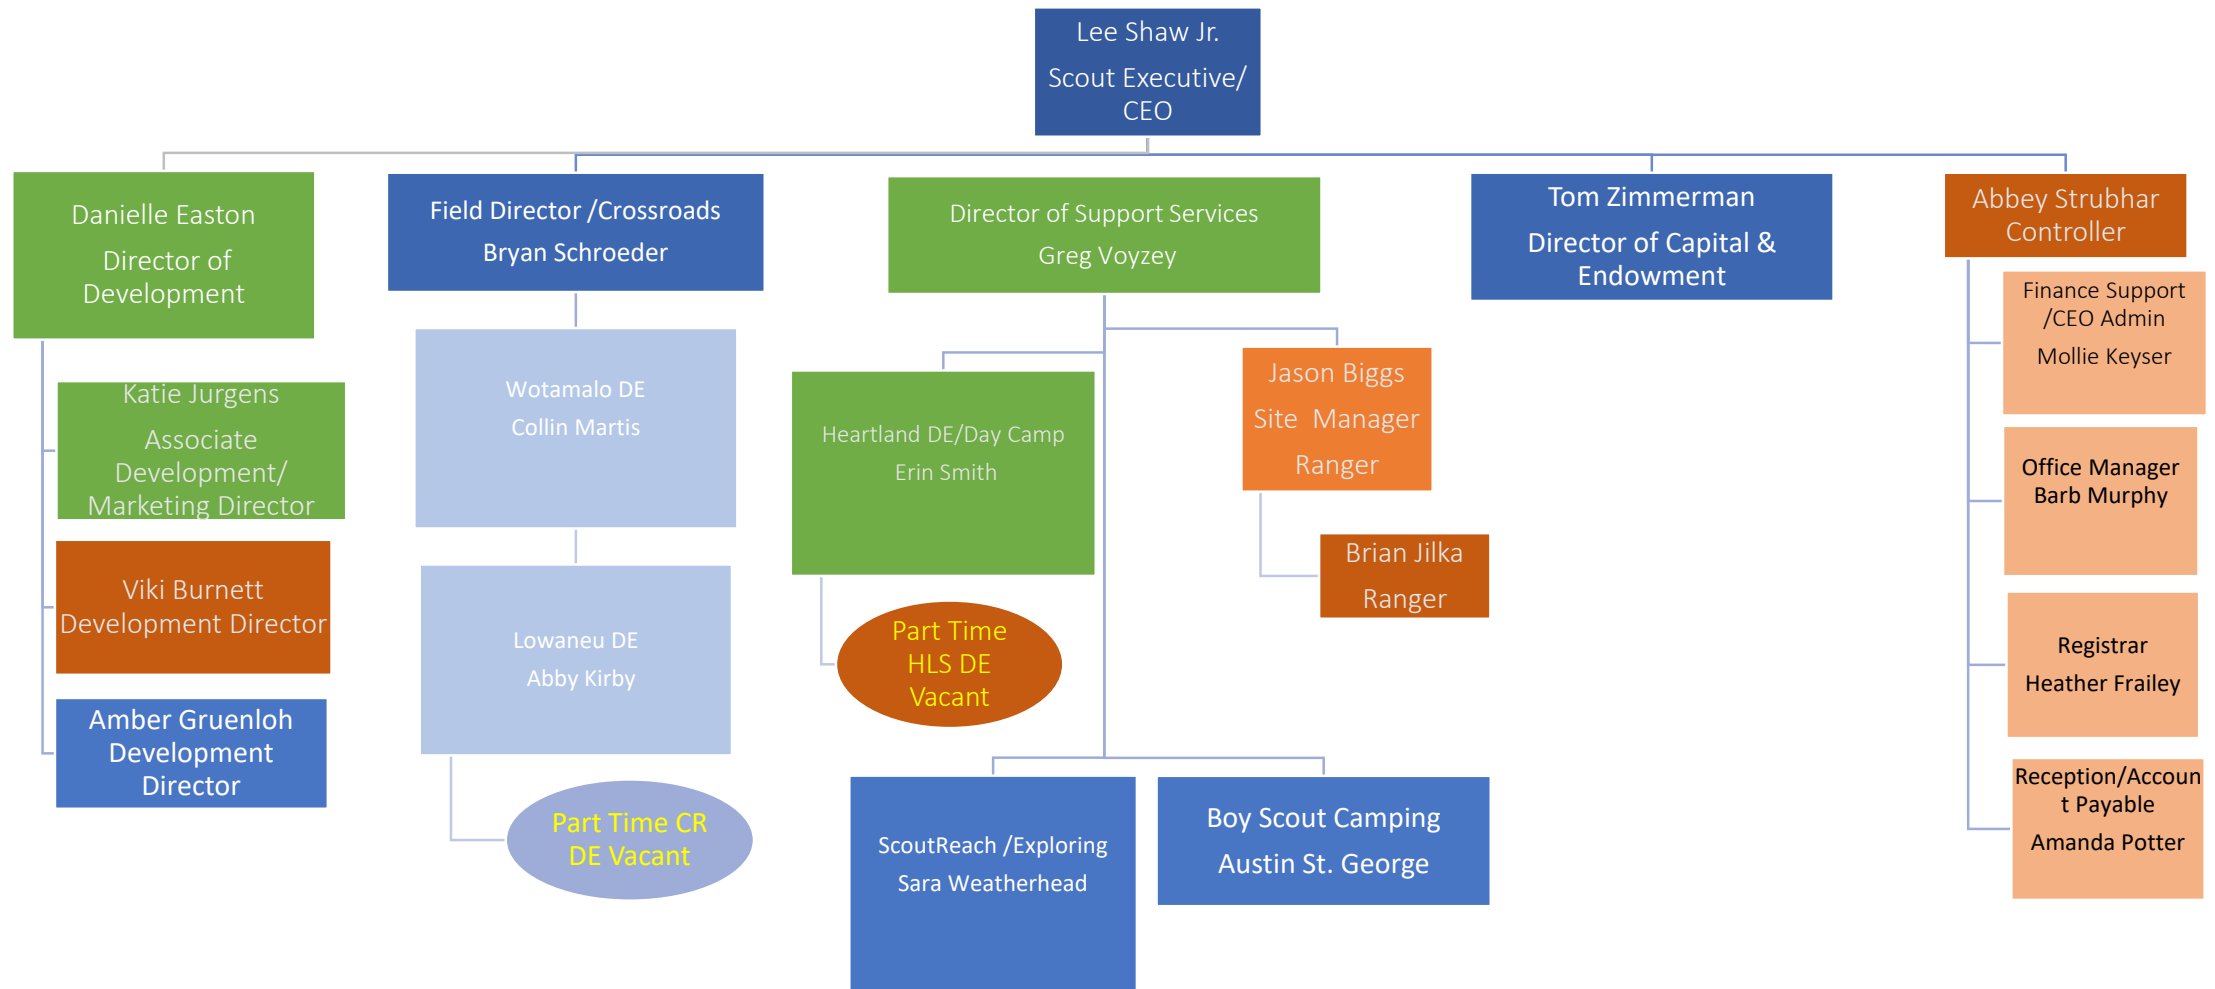 Lee Shaw Jr.
Scout Executive/
CEO
Danielle Easton
Director of
Development
Field Director /Crossroads
Bryan Schroeder
Director of Support Services
Greg Voyzey
Tom Zimmerman
Director of Capital &
Endowment
Abbey Strubhar
Controller
Katie Jurgens
Associate
Development/
Marketing Director
Viki Burnett
Development Director
Amber Gruenloh
Development
Director
Wotamalo DE
Collin Martis
Lowaneu DE
Abby Kirby
Part Time CR
DE Vacant
Heartland DE/Day Camp
Erin Smith
Part Time
HLS DE
Vacant
Jason Biggs
Site  Manager
Ranger
Brian Jilka
Ranger
ScoutReach /Exploring
Sara Weatherhead
Boy Scout Camping
Austin St. George
Finance Support
/CEO Admin
Mollie Keyser
Office Manager
Barb Murphy
Registrar
Heather Frailey
Reception/Accoun
t Payable
Amanda Potter